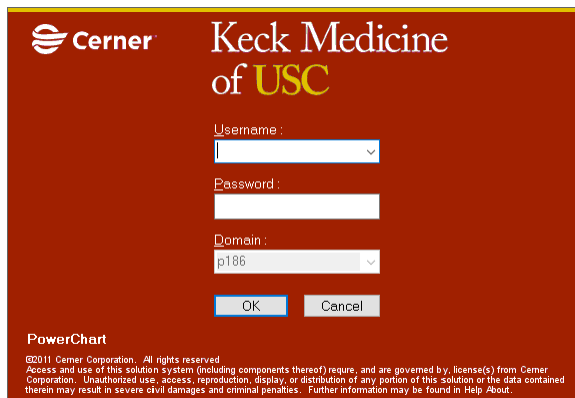 Cerner
Keck Medicine
of USC
Username :
Password :
Domain :
p186
OK Cancel
PowerChart
©2011 Cerner Corporation. All rights reserved
Access and use of this solution system (including components thereof) requre, and are governed by, license(s) from Cerner
Corporation. Unauthorized use, access, reproduction, display, or distribution of any portion of this solution or the data contained
therein may result in severe civil damages and criminal penalties. Further information may be found in Help About.